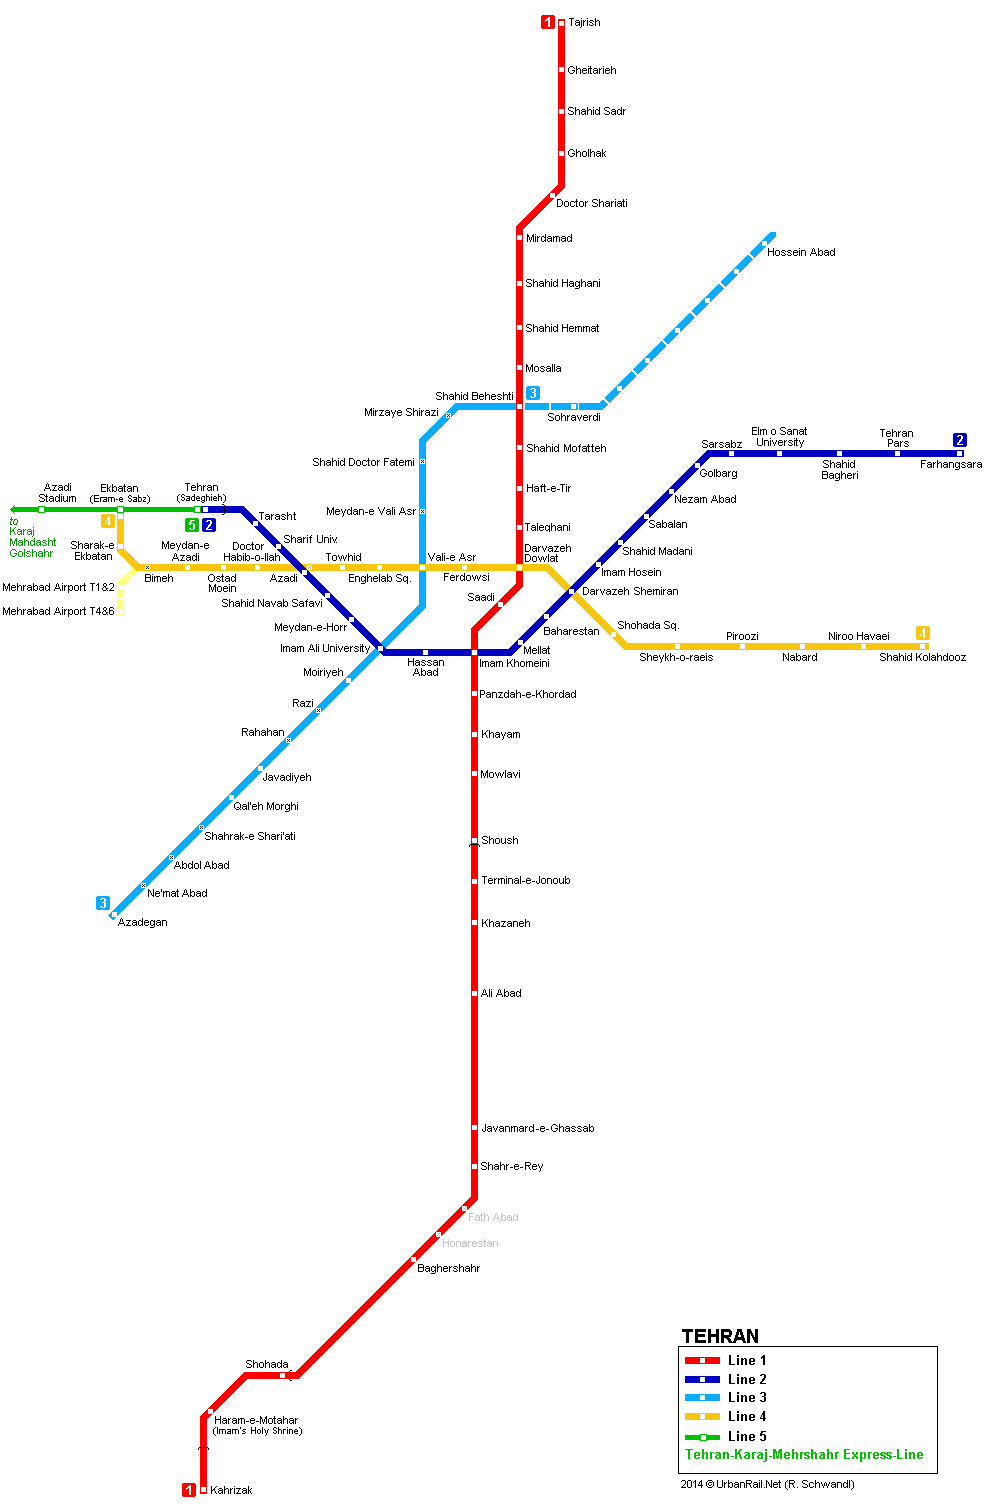 1 Tajrish
Gheitarieh
Shahid Sadr
Gholhak
Doctor Shariati
Mirdamad
Hossein Abad
Shahid Haghani
Shahid Hemmat
Mosalla
Shahid Beheshti 3
Mirzaye Shirazi
Sohraverdi
Shahid Mofatteh
Shahid Doctor Fatemi
Haft-e-Tir
Meydan-e Vali Asr
Taleqhani
Darvazeh
Dowlat
Sarsabz
Elm o Sanat
University
Tehran
Pars
2
Golbarg
Shahid
Bagheri
Farhangsara
Nezam Abad
Sabalan
Shahid Madani
Imam Hosein
Darvazeh Shemiran
Azadi
Stadium
Ekbatan
(Eram-e Sabz)
Tehran
(Sadeghieh)
4
5 2
to
Karaj
Mahdasht
Golshahr
Tarasht
Sharif Univ.
Sharak-e
Ekbatan
Meydan-e
Azadi
Doctor
Habib-o-llah
Towhid
Vali-e Asr
Bimeh
Ostad
Moein
Azadi
Enghelab Sq.
Ferdowsi
Mehrabad Airport T1&2
Mehrabad Airport T4&6
Shahid Navab Safavi
Saadi
Meydan-e-Horr
Baharestan
Shohada Sq.
Imam Ali University
Hassan
Abad
Imam Khomeini
Mellat
Sheykh-o-raeis
Piroozi
Nabard
Niroo Havaei
4
Shahid Kolahdooz
Moiriyeh
Panzdah-e-Khordad
Razi
Rahahan
Khayam
Javadiyeh
Mowlavi
Qal'eh Morghi
Shahrak-e Shari'ati
Shoush
Abdol Abad
Terminal-e-Jonoub
Ne'mat Abad
3
Azadegan
Khazaneh
Ali Abad
Javanmard-e-Ghassab
Shahr-e-Rey
Fath Abad
Honarestan
Baghershahr
Shohada
Haram-e-Motahar
(Imam's Holy Shrine)
1 Kahrizak
TEHRAN
Line 1
Line 2
Line 3
Line 4
Line 5
Tehran-Karaj-Mehrshahr Express-Line
2014 © UrbanRail.Net (R. Schwandl)